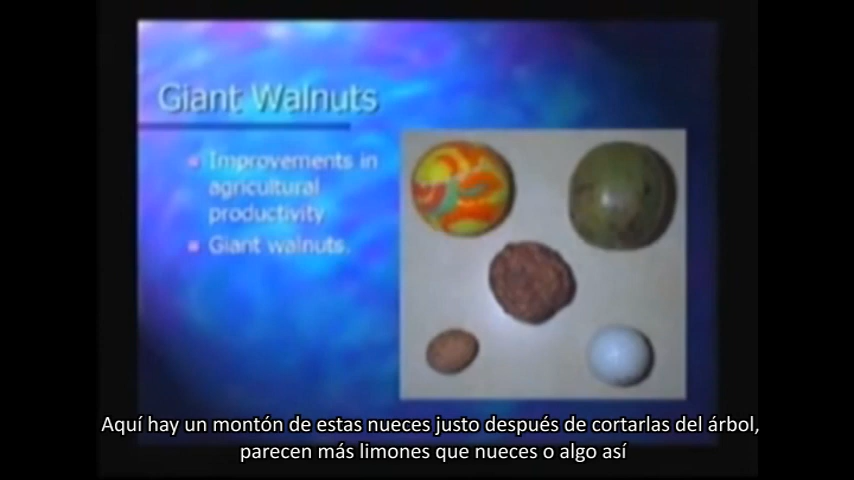 Giant Walnuts
Improvements in
agricultural
productivity
Giant walnuts.
Aquí hay un montón de estas nueces justo después de cortarlas del árbol,
parecen más limones que nueces o algo así